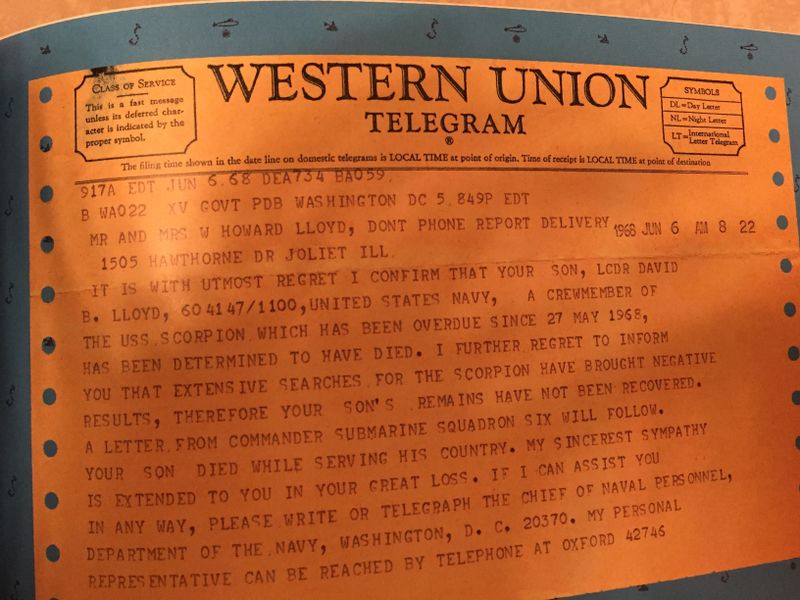 CLASS OF SERVICE
This is a fast message
unless its deferred char-
acter is indicated by the
proper symbol.
WESTERN UNION
TELEGRAM
®
SYMBOLS
DL=Day Letter
NL=Night Letter
LT=International
Letter Telegram
The filing time shown in the date line on domestic telegrams is LOCAL TIME at point of origin. Time of receipt is LOCAL TIME at point of destination
917A EDT JUN 6.68 DEA734 BA059.
B WA022 XV GOVT PDB WASHINGTON DC 5.849P EDT
MR AND MRS W HOWARD LLOYD, DONT PHONE REPORT DELIVERY
1968 JUN 6 AM 8 22
1505 HAWTHORNE DR JOLIET ILL
IT IS WITH UTMOST REGRET I CONFIRM THAT YOUR SON, LCDR DAVID
B. LLOYD, 604147/1100,UNITED STATES NAVY, A CREWMEMBER OF
THE USS.SCORPION WHICH HAS BEEN OVERDUE SINCE 27 MAY 1968,
HAS BEEN DETERMINED TO HAVE DIED. I FURTHER REGRET TO INFORM
YOU THAT EXTENSIVE SEARCHES FOR THE SCORPION HAVE BROUGHT NEGATIVE
RESULTS, THEREFORE YOUR SON'S REMAINS HAVE NOT BEEN RECOVERED.
A LETTER FROM COMMANDER SUBMARINE SQUADRON SIX WILL FOLLOW.
YOUR SON DIED WHILE SERVING HIS COUNTRY. MY SINCEREST SYMPATHY
IS EXTENDED TO YOU IN YOUR GREAT LOSS. IF I CAN ASSIST YOU
IN ANY WAY, PLEASE WRITE OR TELEGRAPH THE CHIEF OF NAVAL PERSONNEL,
DEPARTMENT OF THE NAVY, WASHINGTON, D. C. 20370. MY PERSONAL
REPRESENTATIVE CAN BE REACHED BY TELEPHONE AT OXFORD 42746